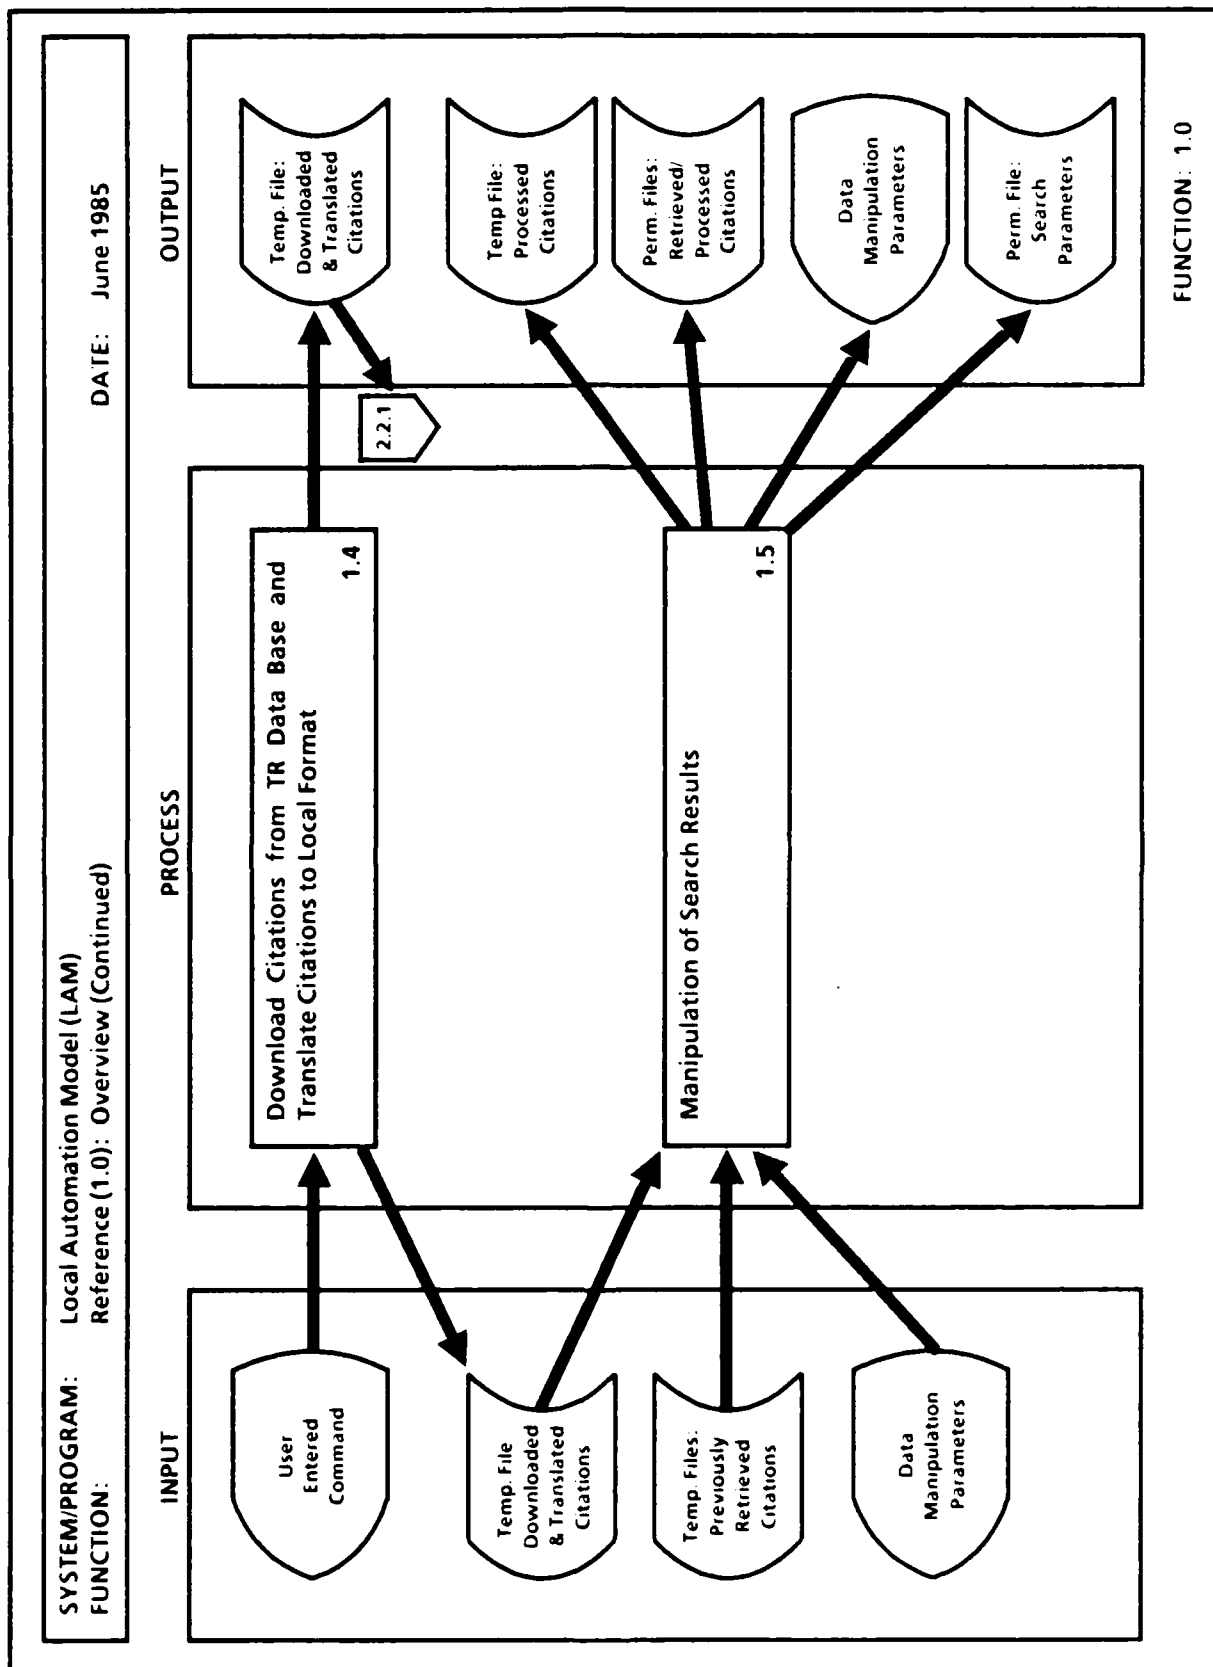 SYSTEM/PROGRAM: Local Automation Model (LAM)
FUNCTION: Reference (1.0): Overview (Continued)
DATE: June 1985
INPUT
PROCESS
OUTPUT
User
Entered
Command
Download Citations from TR Data Base and
Translate Citations to Local Format
1.4
Temp. File:
Downloaded
& Translated
Citations
2.2.1
Temp. File
Downloaded
& Translated
Citations
Temp. Files:
Previously
Retrieved
Citations
Data
Manipulation
Parameters
Manipulation of Search Results
1.5
Temp File:
Processed
Citations
Perm. Files:
Retrieved/
Processed
Citations
Data
Manipulation
Parameters
Perm. File:
Search
Parameters
FUNCTION: 1.0